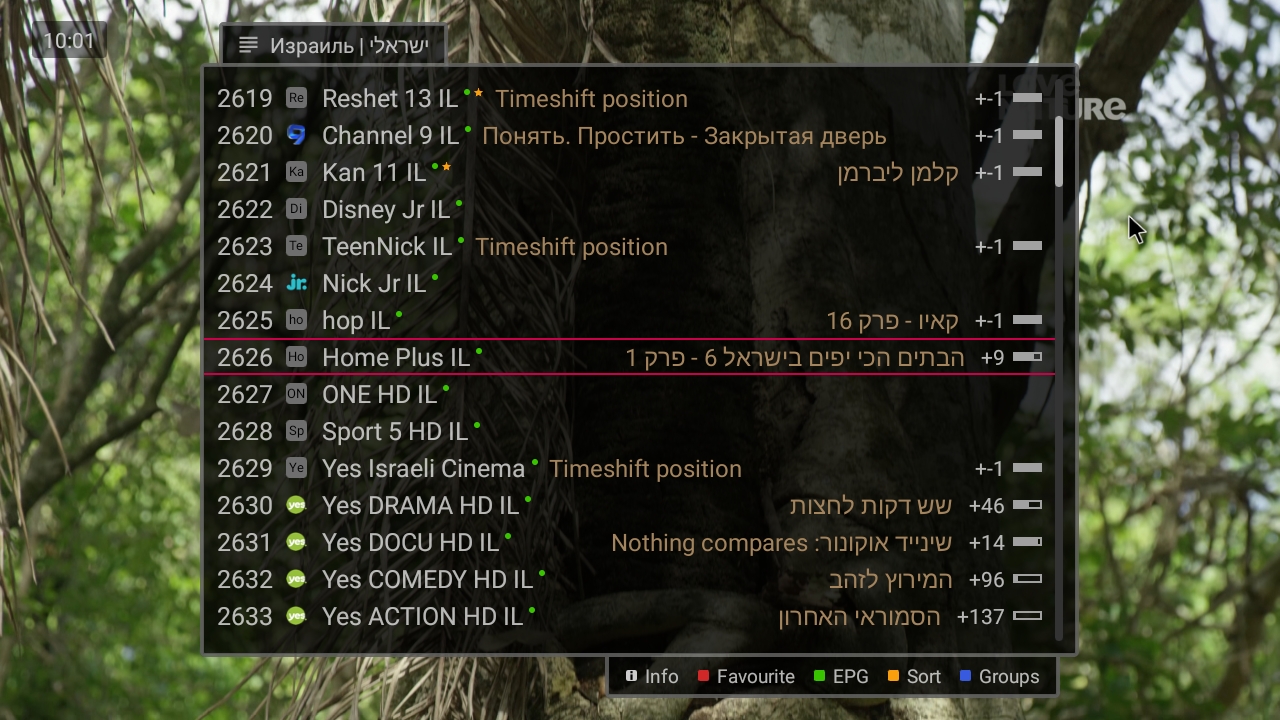 10:01
Израиль | ישראלי
2619 Re Reshet 13 IL Timeshift position +-1
2620 9 Channel 9 IL Понять. Простить - Закрытая дверь +-1
2621 Ka Kan 11 IL קלמן ליברמן +-1
2622 Di Disney Jr IL
2623 Te TeenNick IL Timeshift position +-1
2624 jr. Nick Jr IL
2625 ho hop IL קאיו - פרק 16 +-1
2626 Ho Home Plus IL הבתים הכי יפים בישראל 6 - פרק 1 +9
2627 ON ONE HD IL
2628 Sp Sport 5 HD IL
2629 Ye Yes Israeli Cinema Timeshift position +-1
2630 yes Yes DRAMA HD IL שש דקות לחצות +46
2631 yes Yes DOCU HD IL שינייד אוקונור: Nothing compares +14
2632 yes Yes COMEDY HD IL המירוץ לזהב +96
2633 yes Yes ACTION HD IL הסמוראי האחרון +137
i Info Favourite EPG Sort Groups